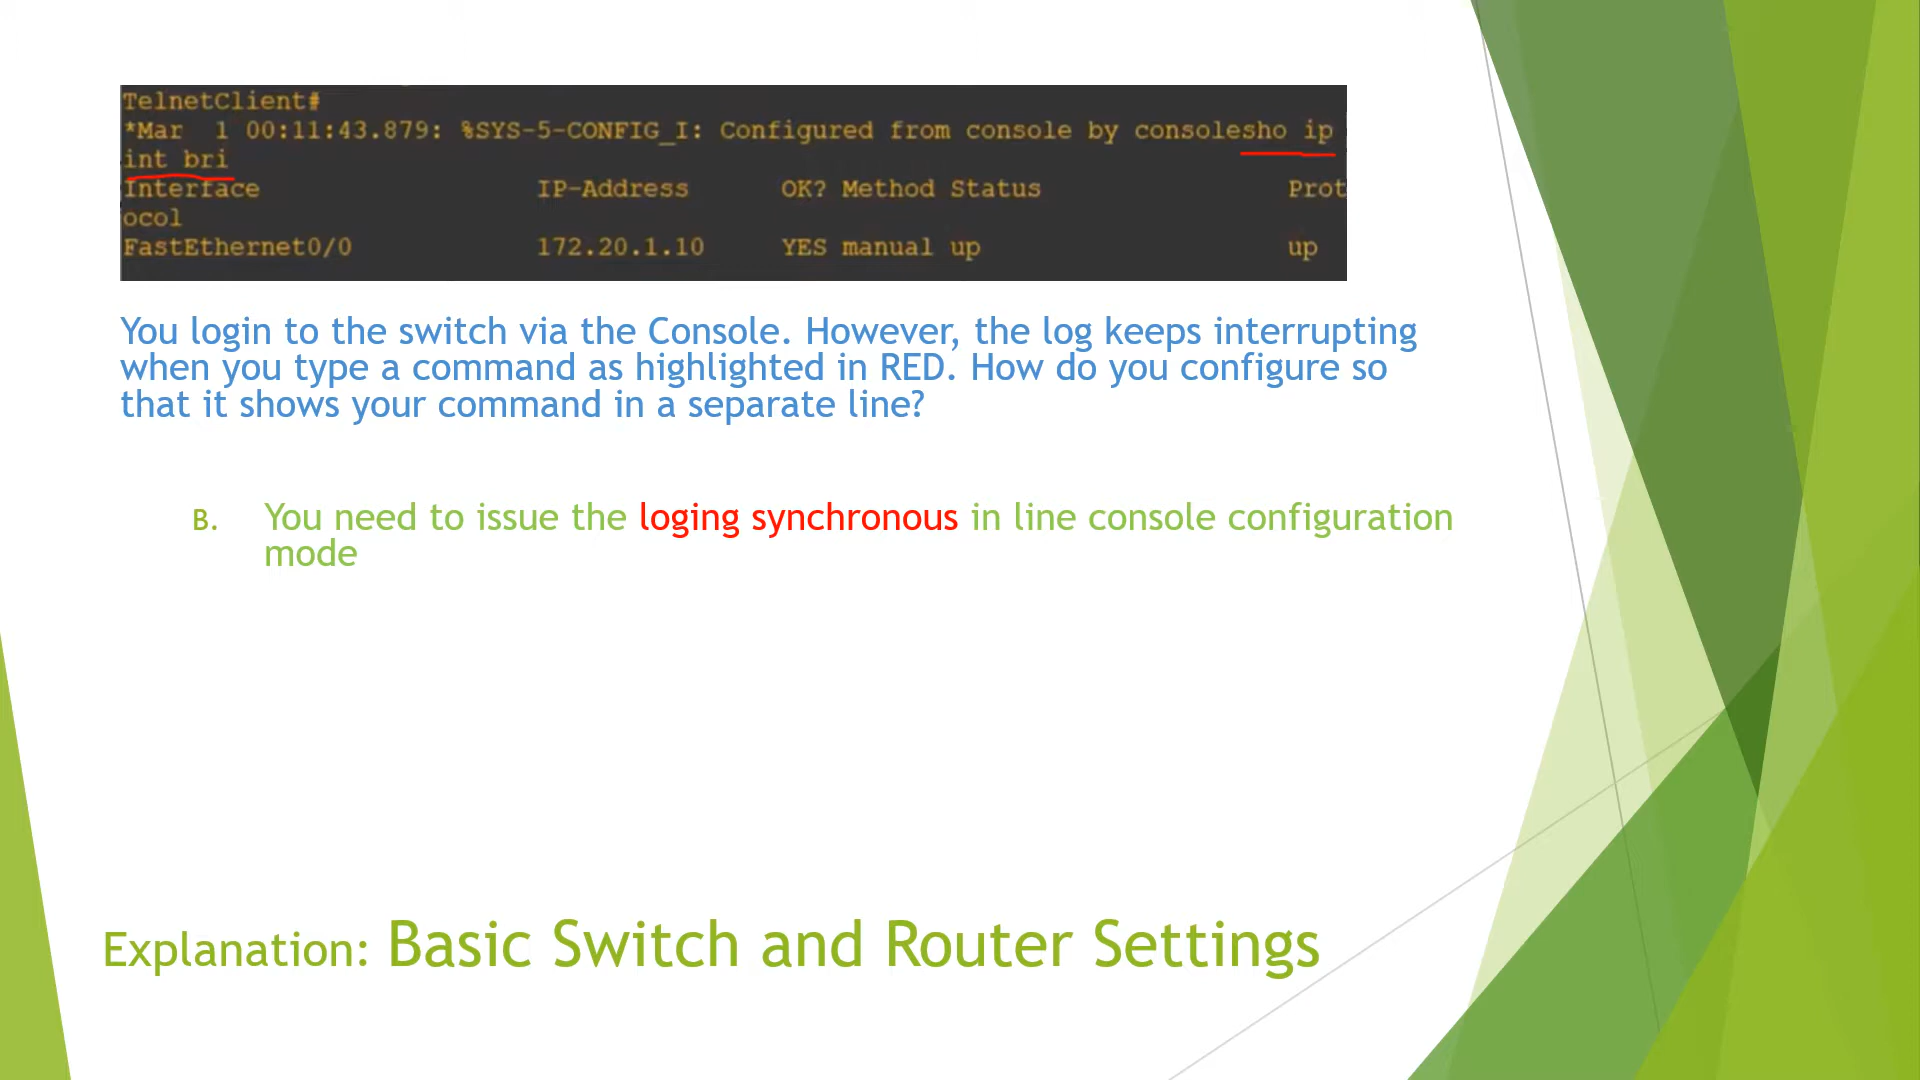 TelnetClient#
*Mar  1 00:11:43.879: %SYS-5-CONFIG_I: Configured from console by consolesho ip
int bri
Interface IP-Address OK? Method Status Prot
ocol
FastEthernet0/0 172.20.1.10 YES manual up up
You login to the switch via the Console. However, the log keeps interrupting
when you type a command as highlighted in RED. How do you configure so
that it shows your command in a separate line?
B. You need to issue the loging synchronous in line console configuration
mode
Explanation: Basic Switch and Router Settings